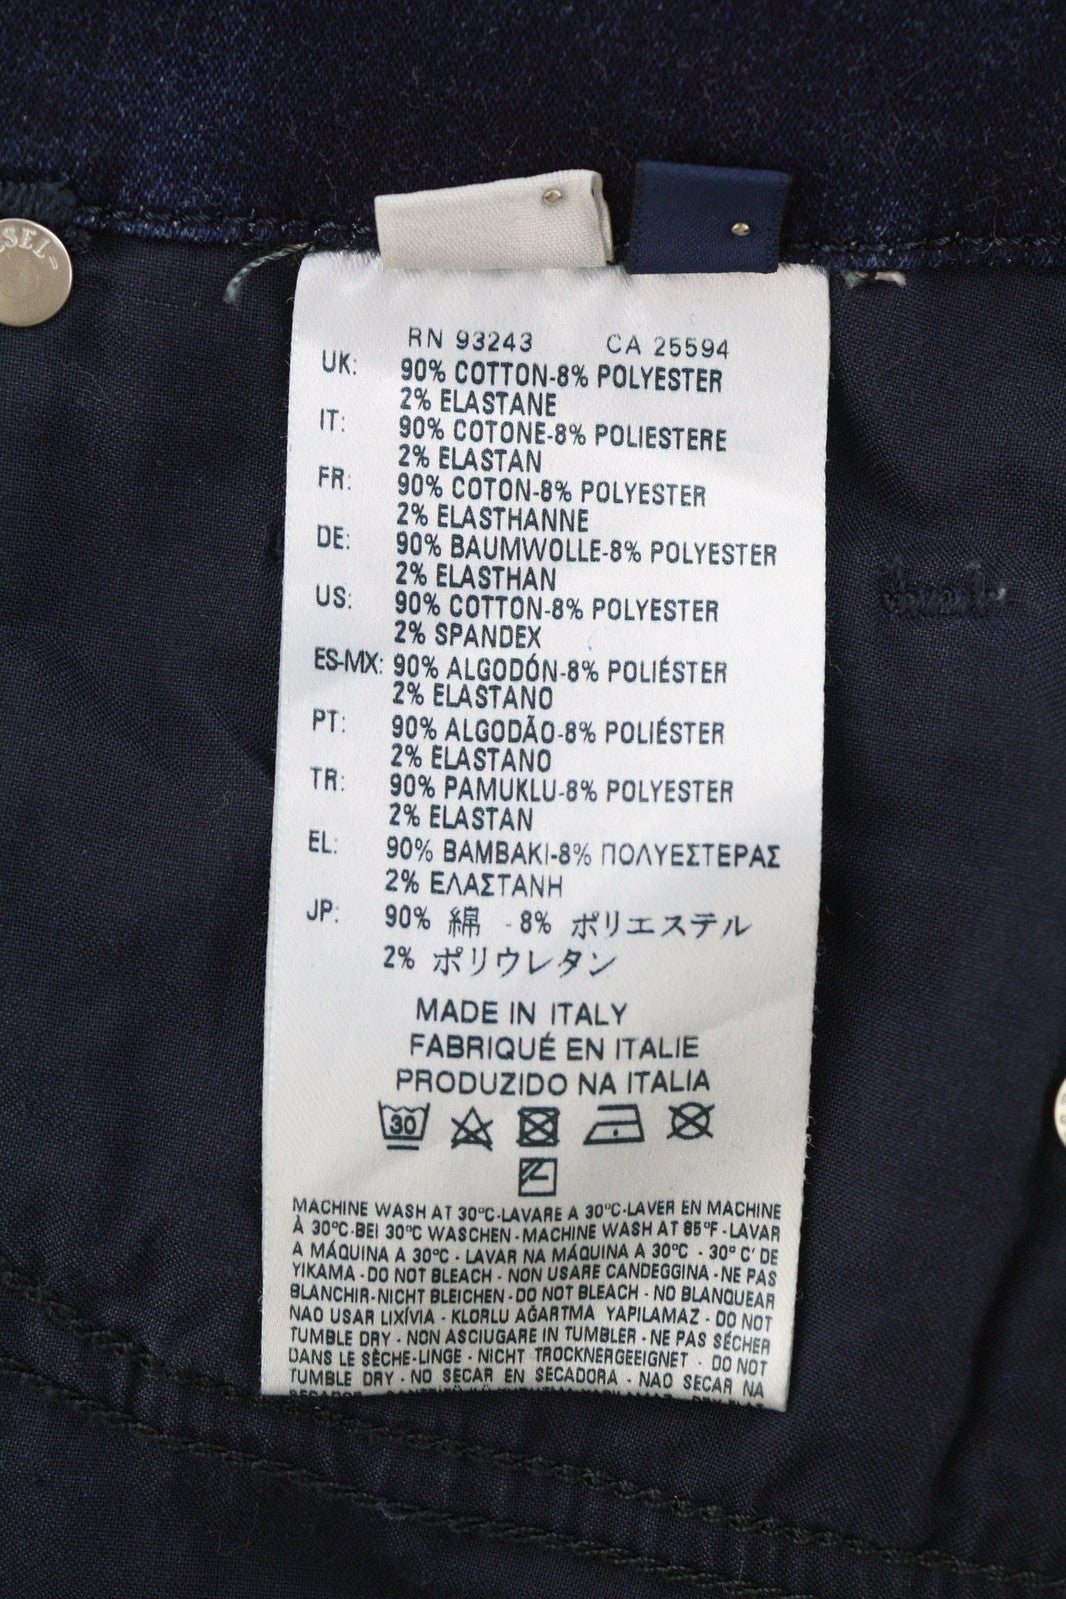 SEL
RN 93243 CA 25594
UK: 90% COTTON-8% POLYESTER
2% ELASTANE
IT: 90% COTONE-8% POLIESTERE
2% ELASTAN
FR: 90% COTON-8% POLYESTER
2% ELASTHANNE
DE: 90% BAUMWOLLE-8% POLYESTER
2% ELASTHAN
US: 90% COTTON-8% POLYESTER
2% SPANDEX
ES-MX: 90% ALGODÓN-8% POLIÉSTER
2% ELASTANO
PT: 90% ALGODÃO-8% POLIÉSTER
2% ELASTANO
TR: 90% PAMUKLU-8% POLYESTER
2% ELASTAN
EL: 90% BAMBAKI-8% ΠΟΛΥΕΣΤΕΡΑΣ
2% ΕΛΑΣΤΑΝΗ
JP: 90% 綿 - 8% ポリエステル
2% ポリウレタン
MADE IN ITALY
FABRIQUÉ EN ITALIE
PRODUZIDO NA ITALIA
30
MACHINE WASH AT 30°C-LAVARE A 30°C-LAVER EN MACHINE
À 30°C-BEI 30°C WASCHEN-MACHINE WASH AT 85°F-LAVAR
A MÁQUINA A 30°C - LAVAR NA MÁQUINA A 30°C - 30° C' DE
YIKAMA - DO NOT BLEACH - NON USARE CANDEGGINA - NE PAS
BLANCHIR-NICHT BLEICHEN-DO NOT BLEACH - NO BLANQUEAR
NAO USAR LIXÍVIA - KLORLU AĞARTMA YAPILAMAZ - DO NOT
TUMBLE DRY - NON ASCIUGARE IN TUMBLER - NE PAS SÉCHER
DANS LE SÈCHE-LINGE - NICHT TROCKNERGEEIGNET - DO NOT
TUMBLE DRY - NO SECAR EN SECADORA - NAO SECAR NA